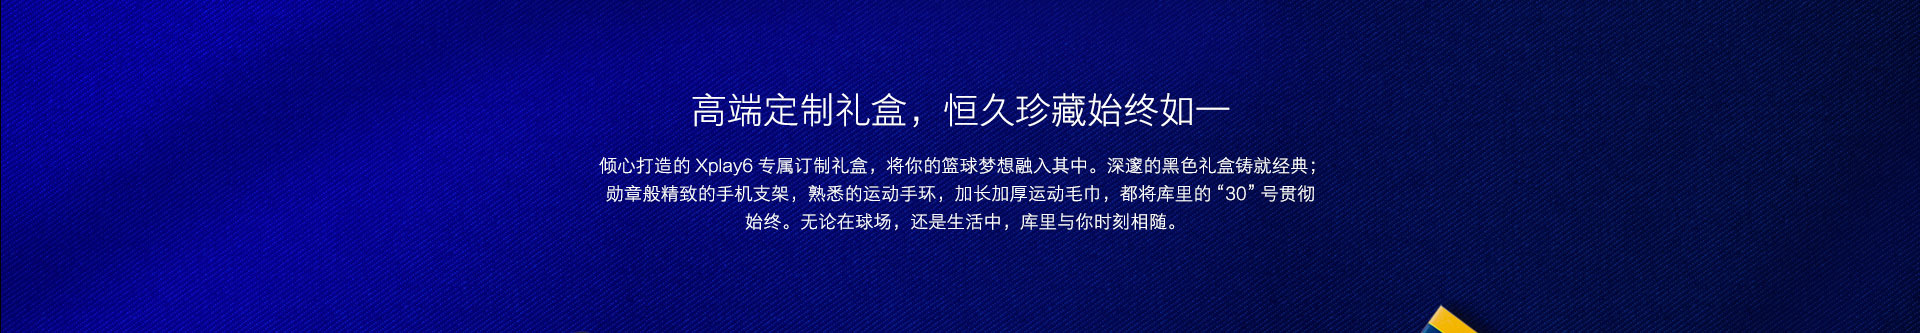 高端定制礼盒，恒久珍藏始终如一
倾心打造的 Xplay6 专属订制礼盒，将你的篮球梦想融入其中。深邃的黑色礼盒铸就经典；
勋章般精致的手机支架，熟悉的运动手环，加长加厚运动毛巾，都将库里的 “30” 号贯彻
始终。无论在球场，还是生活中，库里与你时刻相随。